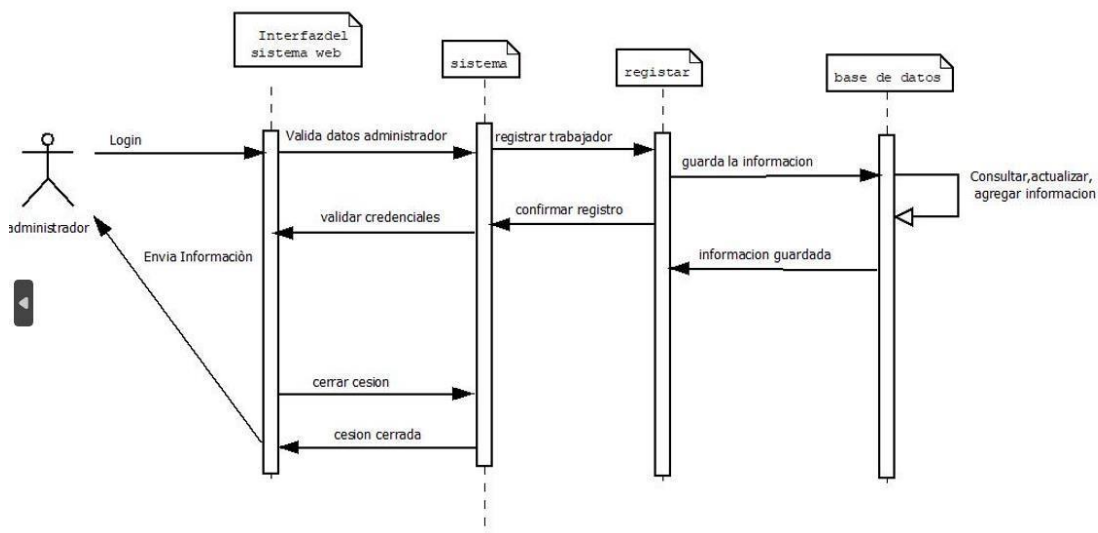 Interfazdel
sistema web
sistema
registar
base de datos
Login
Valida datos administrador
registrar trabajador
guarda la informacion
Consultar,actualizar,
agregar informacion
administrador
validar credenciales
confirmar registro
Envia Informaciòn
informacion guardada
cerrar cesion
cesion cerrada